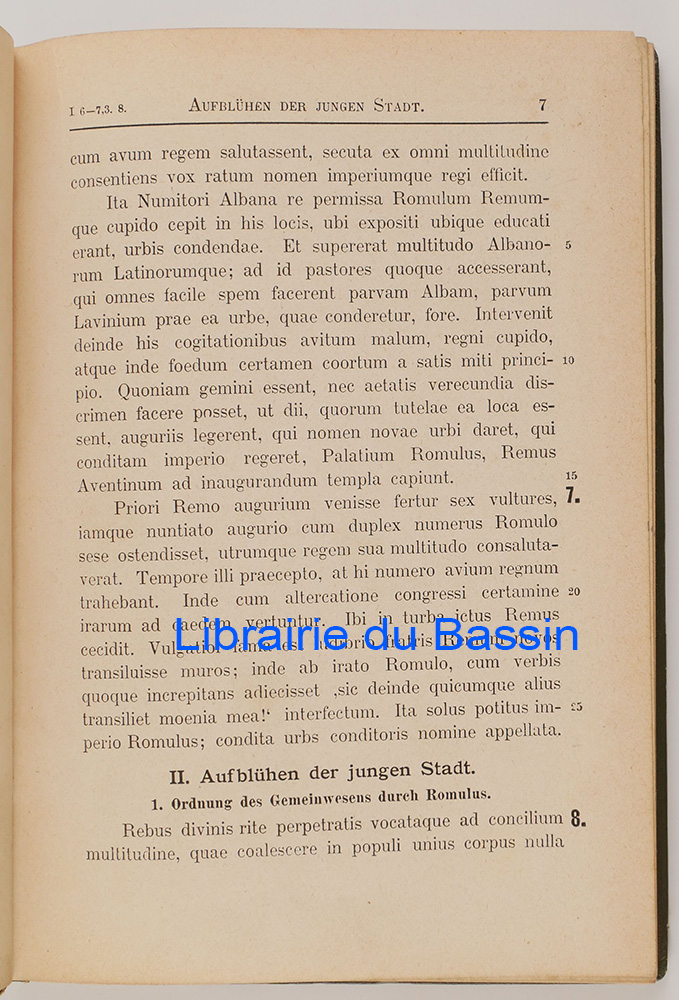 I 6—7,3. 8. AUFBLÜHEN DER JUNGEN STADT. 7
cum avum regem salutassent, secuta ex omni multitudine
consentiens vox ratum nomen imperiumque regi efficit.
Ita Numitori Albana re permissa Romulum Remum-
que cupido cepit in his locis, ubi expositi ubique educati
erant, urbis condendae. Et supererat multitudo Albano- 5
rum Latinorumque; ad id pastores quoque accesserant,
qui omnes facile spem facerent parvam Albam, parvum
Lavinium prae ea urbe, quae conderetur, fore. Intervenit
deinde his cogitationibus avitum malum, regni cupido,
atque inde foedum certamen coortum a satis miti princi- 10
pio. Quoniam gemini essent, nec aetatis verecundia dis-
crimen facere posset, ut dii, quorum tutelae ea loca es-
sent, auguriis legerent, qui nomen novae urbi daret, qui
conditam imperio regeret, Palatium Romulus, Remus
Aventinum ad inaugurandum templa capiunt. 15
Priori Remo augurium venisse fertur sex vultures, 7.
iamque nuntiato augurio cum duplex numerus Romulo
sese ostendisset, utrumque regem sua multitudo consaluta-
verat. Tempore illi praecepto, at hi numero avium regnum
trahebant. Inde cum altercatione congressi certamine 20
irarum ad caedem vertuntur. Ibi in turba ictus Remus
cecidit. Vulgatior fama est fratris Remum novos
Librairie du Bassin
transiluisse muros; inde ab irato Romulo, cum verbis
quoque increpitans adiecisset ‚sic deinde quicumque alius
transiliet moenia mea!‘ interfectum. Ita solus potitus im- 25
perio Romulus; condita urbs conditoris nomine appellata.
II. Aufblühen der jungen Stadt.
1. Ordnung des Gemeinwesens durch Romulus.
Rebus divinis rite perpetratis vocataque ad concilium 8.
multitudine, quae coalescere in populi unius corpus nulla